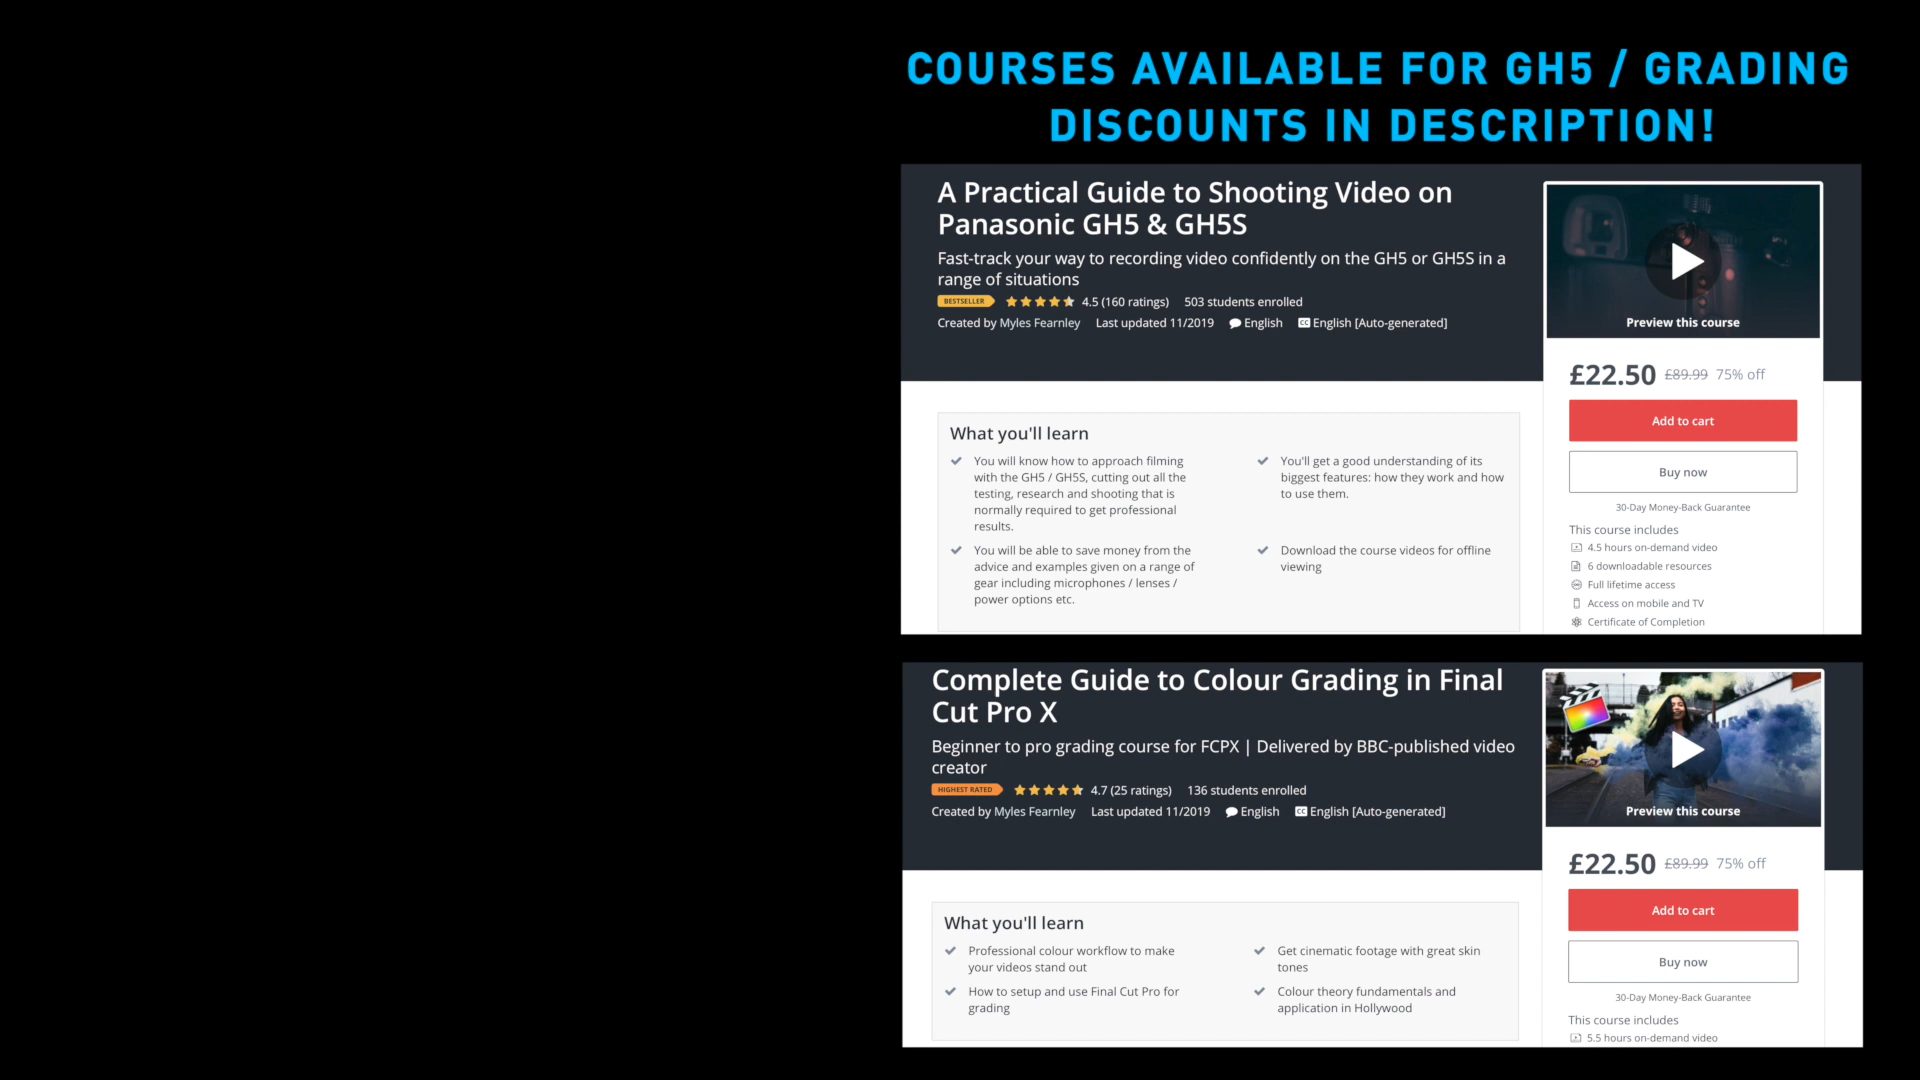 COURSES AVAILABLE FOR GH5 / GRADING
DISCOUNTS IN DESCRIPTION!
A Practical Guide to Shooting Video on
Panasonic GH5 & GH5S
Fast-track your way to recording video confidently on the GH5 or GH5S in a
range of situations
BESTSELLER 4.5 (160 ratings) 503 students enrolled
Created by Myles Fearnley Last updated 11/2019 English CC English [Auto-generated]
Preview this course
£22.50 £89.99 75% off
Add to cart
Buy now
30-Day Money-Back Guarantee
This course includes
4.5 hours on-demand video
6 downloadable resources
Full lifetime access
Access on mobile and TV
Certificate of Completion
What you'll learn
You will know how to approach filming
with the GH5 / GH5S, cutting out all the
testing, research and shooting that is
normally required to get professional
results.
You'll get a good understanding of its
biggest features: how they work and how
to use them.
You will be able to save money from the
advice and examples given on a range of
gear including microphones / lenses /
power options etc.
Download the course videos for offline
viewing
Complete Guide to Colour Grading in Final
Cut Pro X
Beginner to pro grading course for FCPX | Delivered by BBC-published video
creator
HIGHEST RATED 4.7 (25 ratings) 136 students enrolled
Created by Myles Fearnley Last updated 11/2019 English CC English [Auto-generated]
Preview this course
£22.50 £89.99 75% off
Add to cart
Buy now
30-Day Money-Back Guarantee
This course includes
5.5 hours on-demand video
What you'll learn
Professional colour workflow to make
your videos stand out
Get cinematic footage with great skin
tones
How to setup and use Final Cut Pro for
grading
Colour theory fundamentals and
application in Hollywood